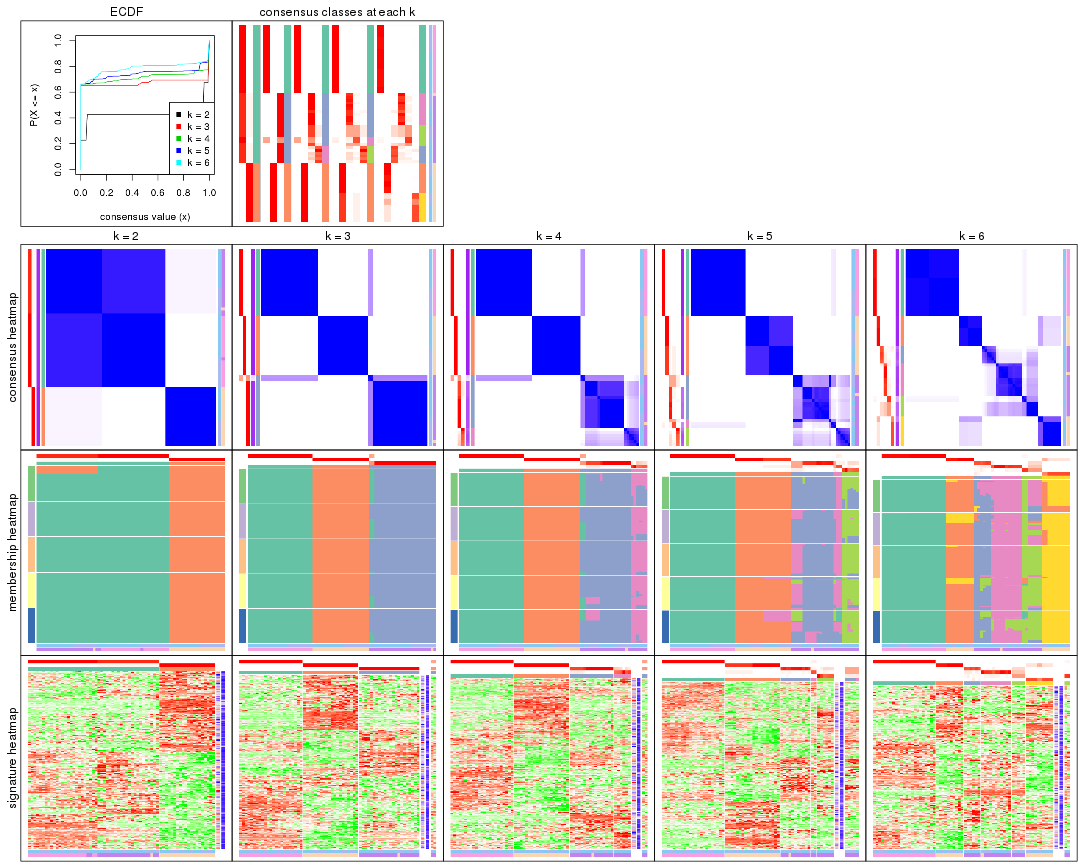 ECDF
consensus classes at each k
P(X <= x)
0.0 0.2 0.4 0.6 0.8 1.0
k = 2
k = 3
k = 4
k = 5
k = 6
0.0 0.2 0.4 0.6 0.8 1.0
consensus value (x)
k = 2
k = 3
k = 4
k = 5
k = 6
consensus heatmap
membership heatmap
signature heatmap